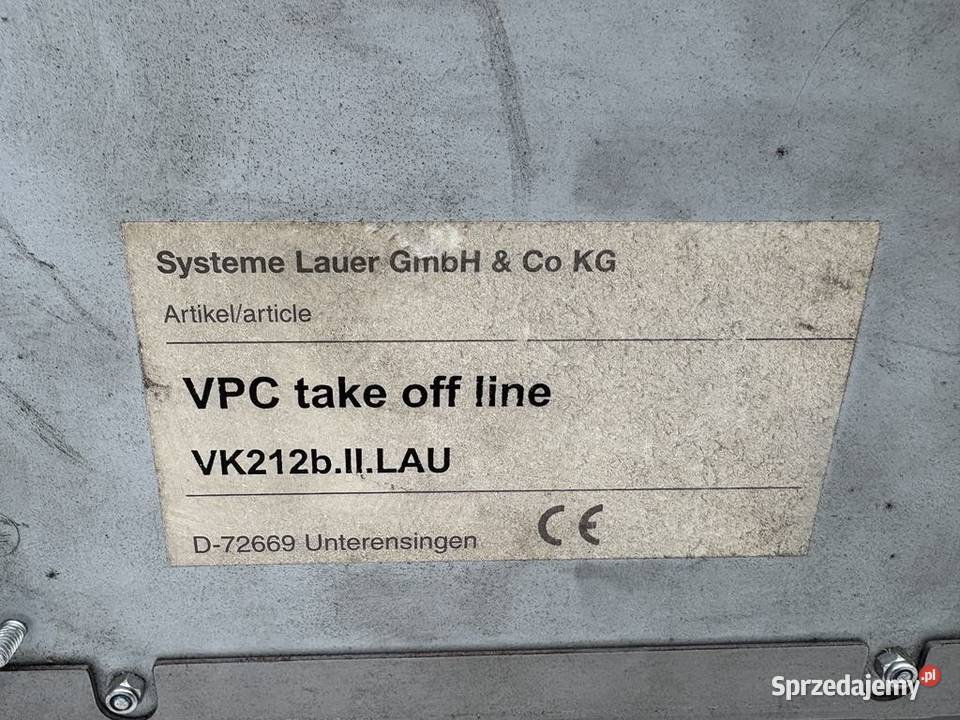 Systeme Lauer GmbH & Co KG
Artikel/article
VPC take off line
VK212b.II.LAU
D-72669 Unterensingen CE
Sprzedajemy.pl